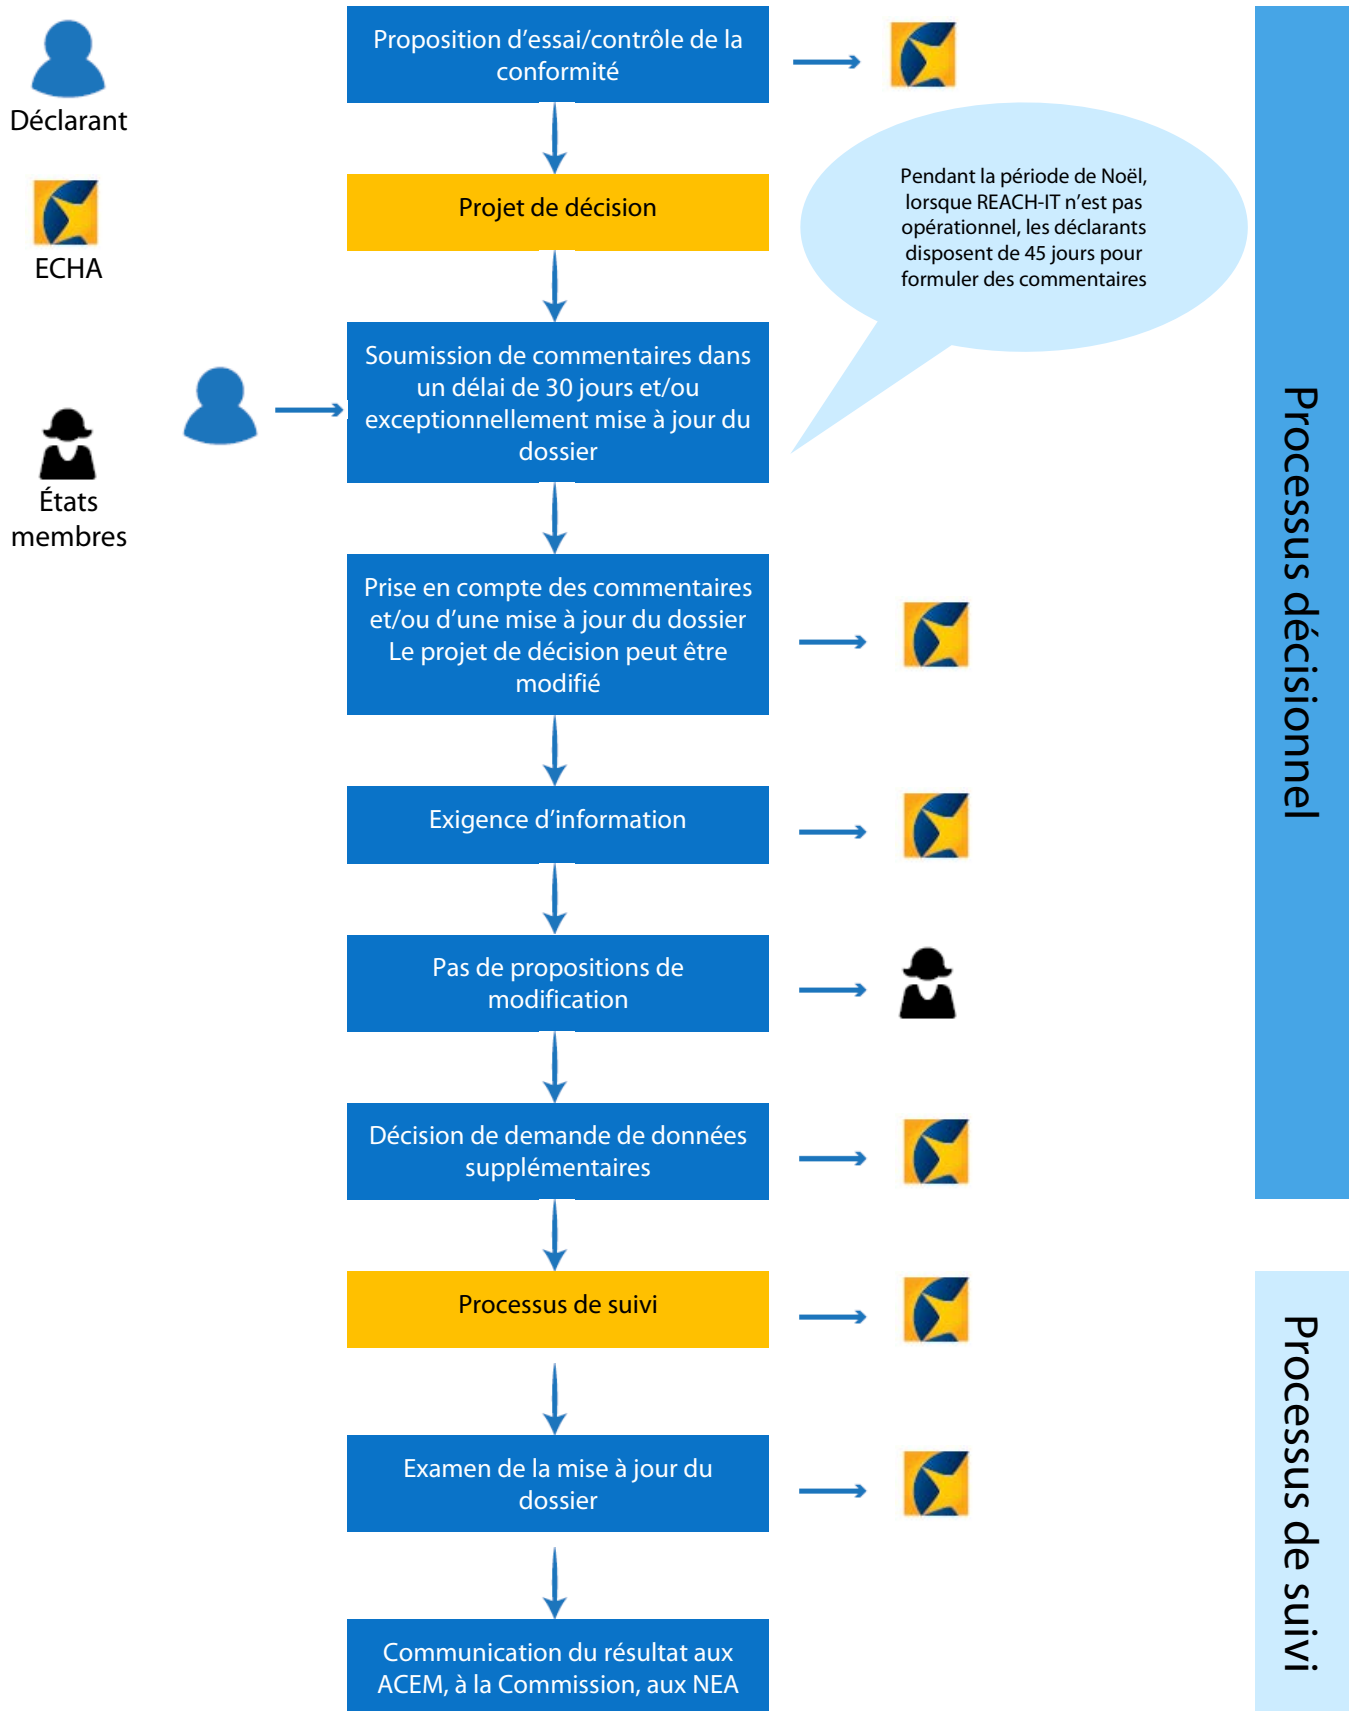 Déclarant
ECHA
États
membres
Proposition d’essai/contrôle de la
conformité
Projet de décision
Pendant la période de Noël,
lorsque REACH-IT n’est pas
opérationnel, les déclarants
disposent de 45 jours pour
formuler des commentaires
Soumission de commentaires dans
un délai de 30 jours et/ou
exceptionnellement mise à jour du
dossier
Prise en compte des commentaires
et/ou d’une mise à jour du dossier
Le projet de décision peut être
modifié
Exigence d’information
Pas de propositions de
modification
Décision de demande de données
supplémentaires
Processus de suivi
Examen de la mise à jour du
dossier
Communication du résultat aux
ACEM, à la Commission, aux NEA
Processus décisionnel
Processus de suivi